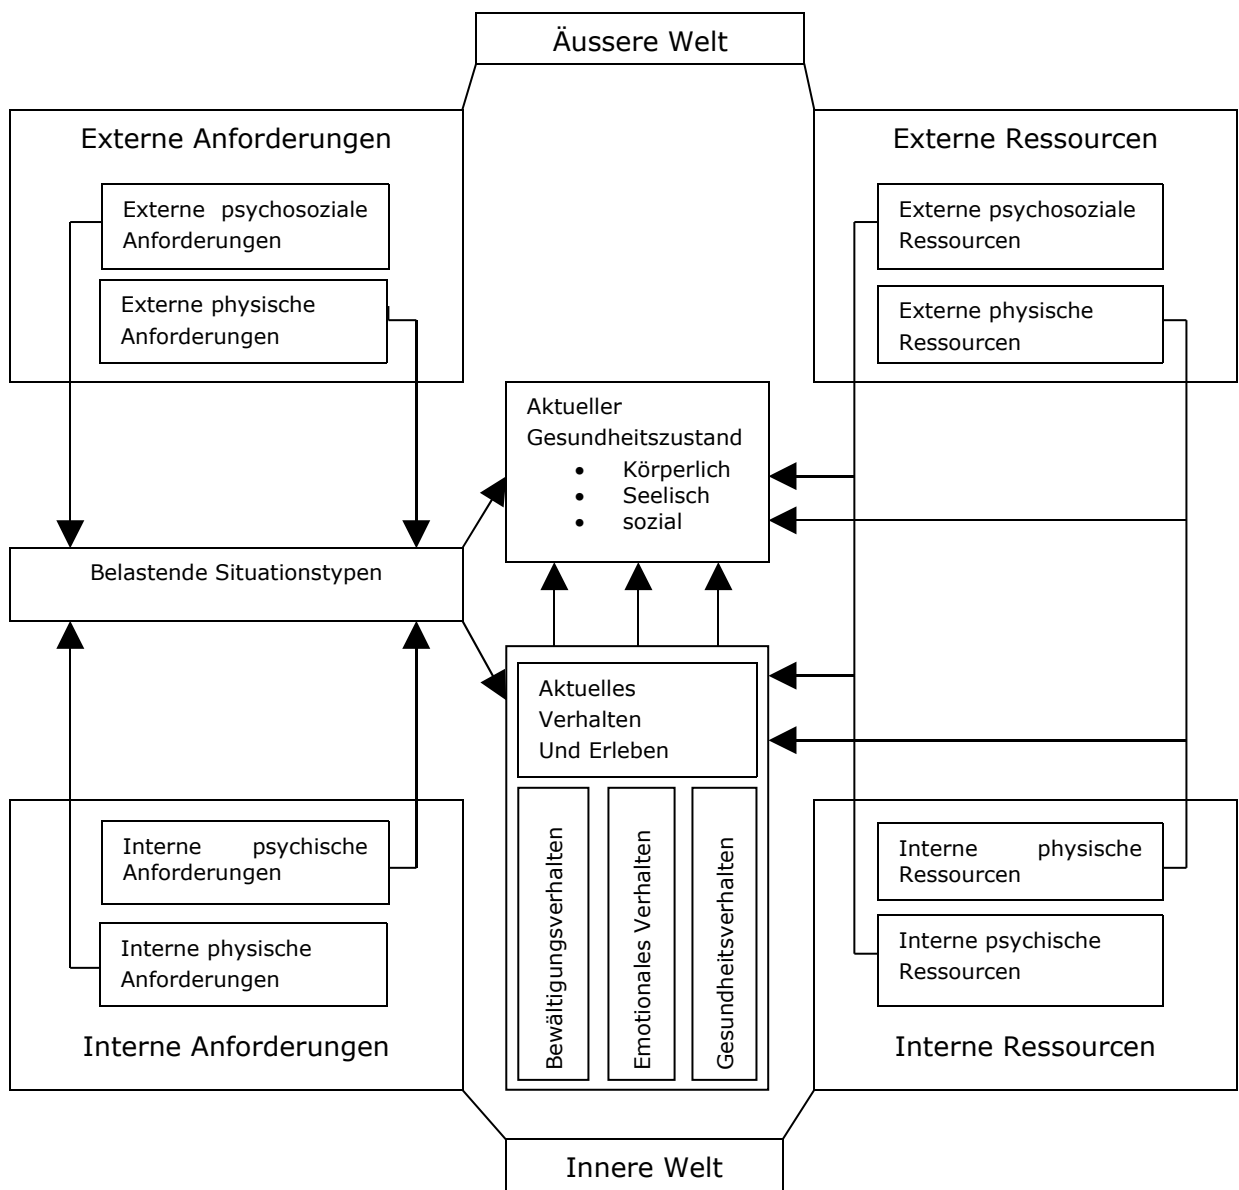 Äussere Welt
Externe Anforderungen
Externe psychosoziale
Anforderungen
Externe physische
Anforderungen
Externe Ressourcen
Externe psychosoziale
Ressourcen
Externe physische
Ressourcen
Aktueller
Gesundheitszustand
• Körperlich
• Seelisch
• sozial
Belastende Situationstypen
Aktuelles
Verhalten
Und Erleben
Bewältigungsverhalten
Emotionales Verhalten
Gesundheitsverhalten
Interne psychische
Anforderungen
Interne physische
Anforderungen
Interne Anforderungen
Interne physische
Ressourcen
Interne psychische
Ressourcen
Interne Ressourcen
Innere Welt